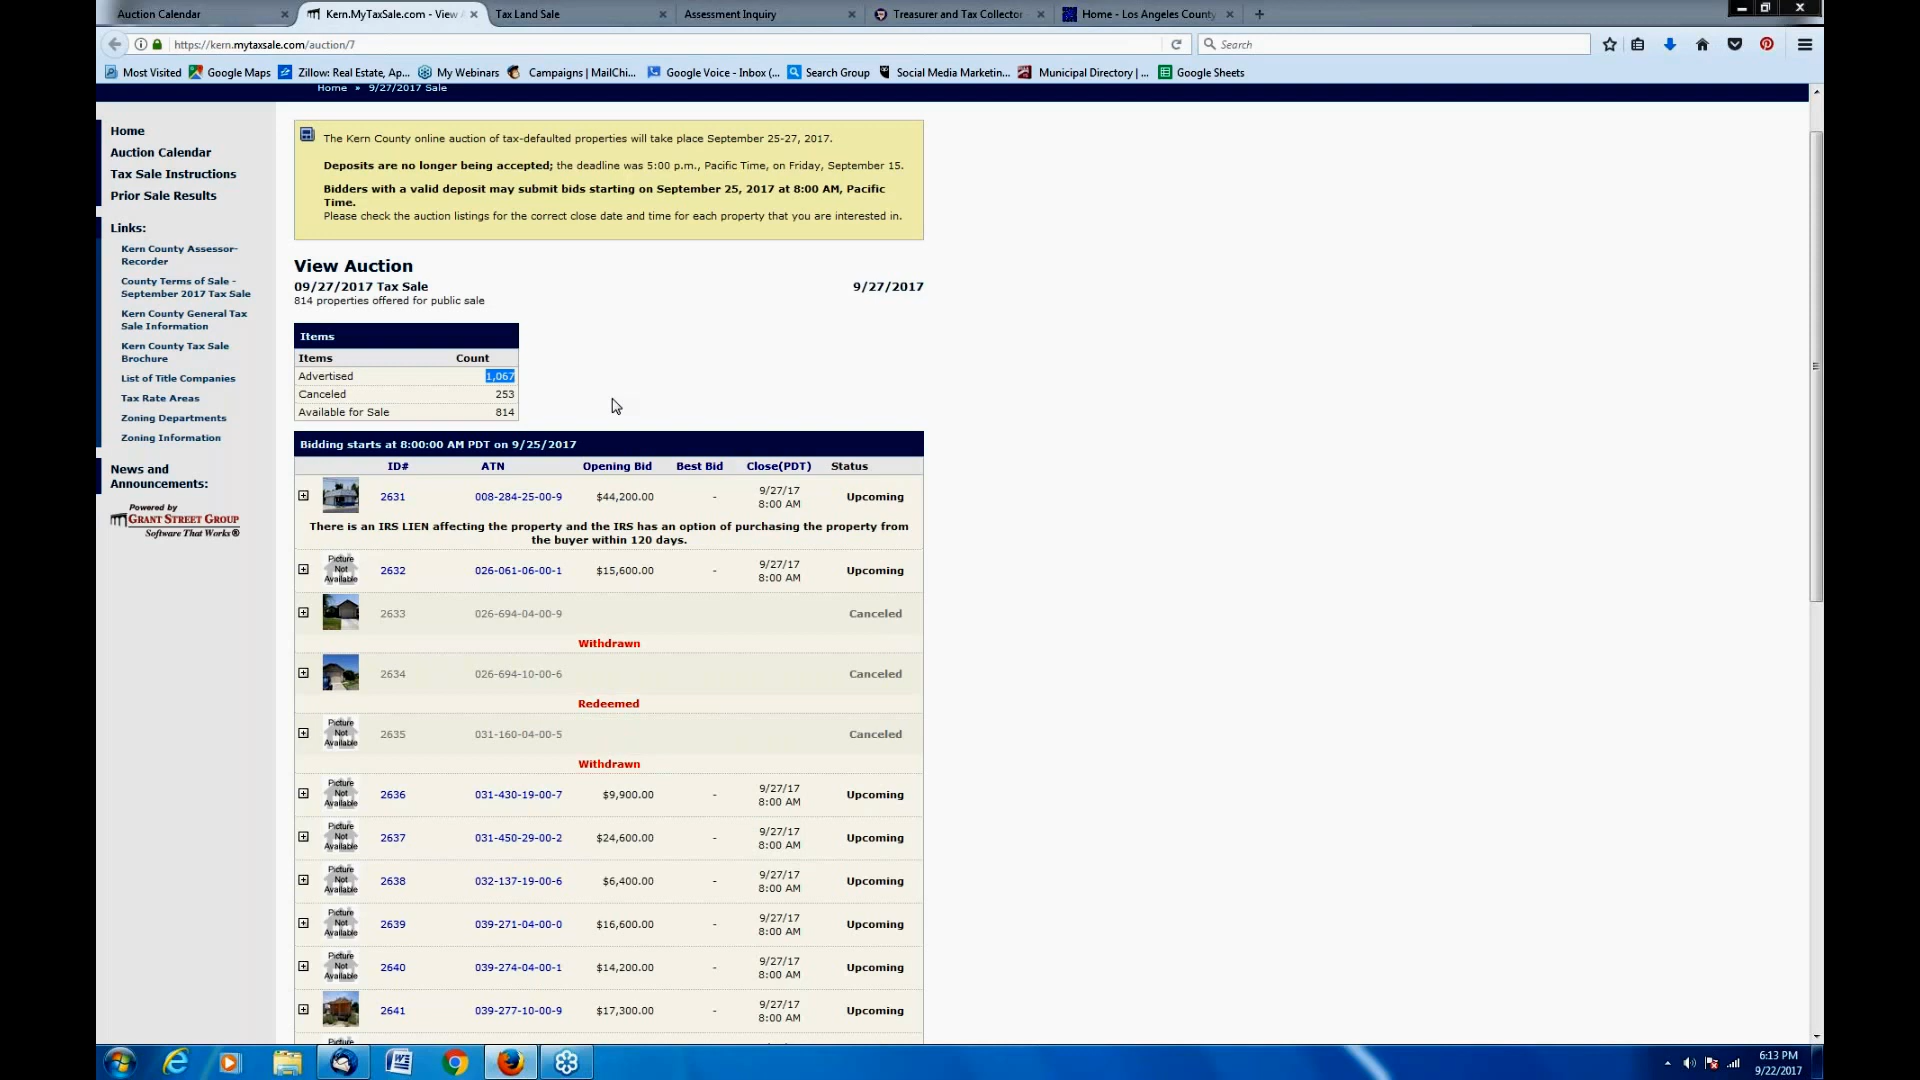 Auction Calendar
Kern.MyTaxSale.com - View
Tax Land Sale
Assessment Inquiry
Treasurer and Tax Collector
Home - Los Angeles County
https://kern.mytaxsale.com/auction/7
Search
Most Visited Google Maps Zillow: Real Estate, Ap... My Webinars Campaigns | MailChi... Google Voice - Inbox (... Search Group Social Media Marketin... Municipal Directory | ... Google Sheets
Home » 9/27/2017 Sale
Home
Auction Calendar
Tax Sale Instructions
Prior Sale Results
Links:
Kern County Assessor-
Recorder
County Terms of Sale -
September 2017 Tax Sale
Kern County General Tax
Sale Information
Kern County Tax Sale
Brochure
List of Title Companies
Tax Rate Areas
Zoning Departments
Zoning Information
News and
Announcements:
Powered by
GRANT STREET GROUP
Software That Works®
The Kern County online auction of tax-defaulted properties will take place September 25-27, 2017.
Deposits are no longer being accepted; the deadline was 5:00 p.m., Pacific Time, on Friday, September 15.
Bidders with a valid deposit may submit bids starting on September 25, 2017 at 8:00 AM, Pacific
Time.
Please check the auction listings for the correct close date and time for each property that you are interested in.
View Auction
09/27/2017 Tax Sale 9/27/2017
814 properties offered for public sale
Items
Items Count
Advertised 1,067
Canceled 253
Available for Sale 814
Bidding starts at 8:00:00 AM PDT on 9/25/2017
ID# ATN Opening Bid Best Bid Close(PDT) Status
2631 008-284-25-00-9 $44,200.00 - 9/27/17 8:00 AM Upcoming
There is an IRS LIEN affecting the property and the IRS has an option of purchasing the property from
the buyer within 120 days.
Picture Not Available 2632 026-061-06-00-1 $15,600.00 - 9/27/17 8:00 AM Upcoming
2633 026-694-04-00-9 Canceled
Withdrawn
2634 026-694-10-00-6 Canceled
Redeemed
Picture Not Available 2635 031-160-04-00-5 Canceled
Withdrawn
Picture Not Available 2636 031-430-19-00-7 $9,900.00 - 9/27/17 8:00 AM Upcoming
Picture Not Available 2637 031-450-29-00-2 $24,600.00 - 9/27/17 8:00 AM Upcoming
Picture Not Available 2638 032-137-19-00-6 $6,400.00 - 9/27/17 8:00 AM Upcoming
Picture Not Available 2639 039-271-04-00-0 $16,600.00 - 9/27/17 8:00 AM Upcoming
Picture Not Available 2640 039-274-04-00-1 $14,200.00 - 9/27/17 8:00 AM Upcoming
2641 039-277-10-00-9 $17,300.00 - 9/27/17 8:00 AM Upcoming
Picture
6:13 PM
9/22/2017